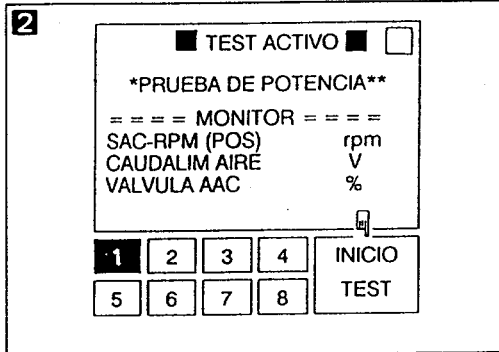 2
TEST ACTIVO
*PRUEBA DE POTENCIA**
= = = = MONITOR = = = =
SAC-RPM (POS) rpm
CAUDALIM AIRE V
VALVULA AAC %
1 2 3 4 INICIO
5 6 7 8 TEST